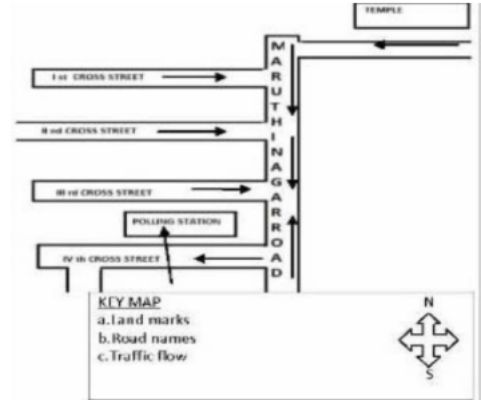 TEMPLE
MARUTHINAGARROAD
I st CROSS STREET
II nd CROSS STREET
III rd CROSS STREET
POLLING STATION
IV th CROSS STREET
KEY MAP
a.Land marks
b.Road names
c.Traffic flow
N
S